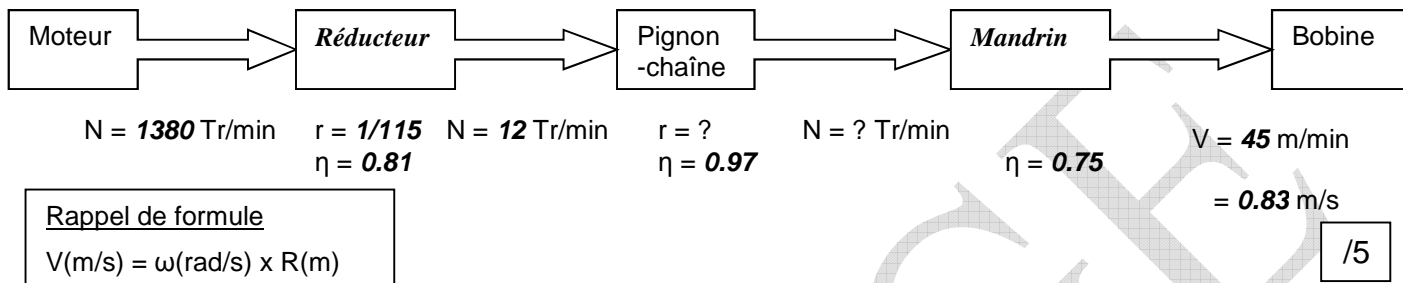 Moteur
Réducteur
Pignon
-chaîne
Mandrin
Bobine
N = 1380 Tr/min
r = 1/115
η = 0.81
N = 12 Tr/min
r = ?
η = 0.97
N = ? Tr/min
η = 0.75
V = 45 m/min
= 0.83 m/s
Rappel de formule
V(m/s) = ω(rad/s) x R(m)
/5